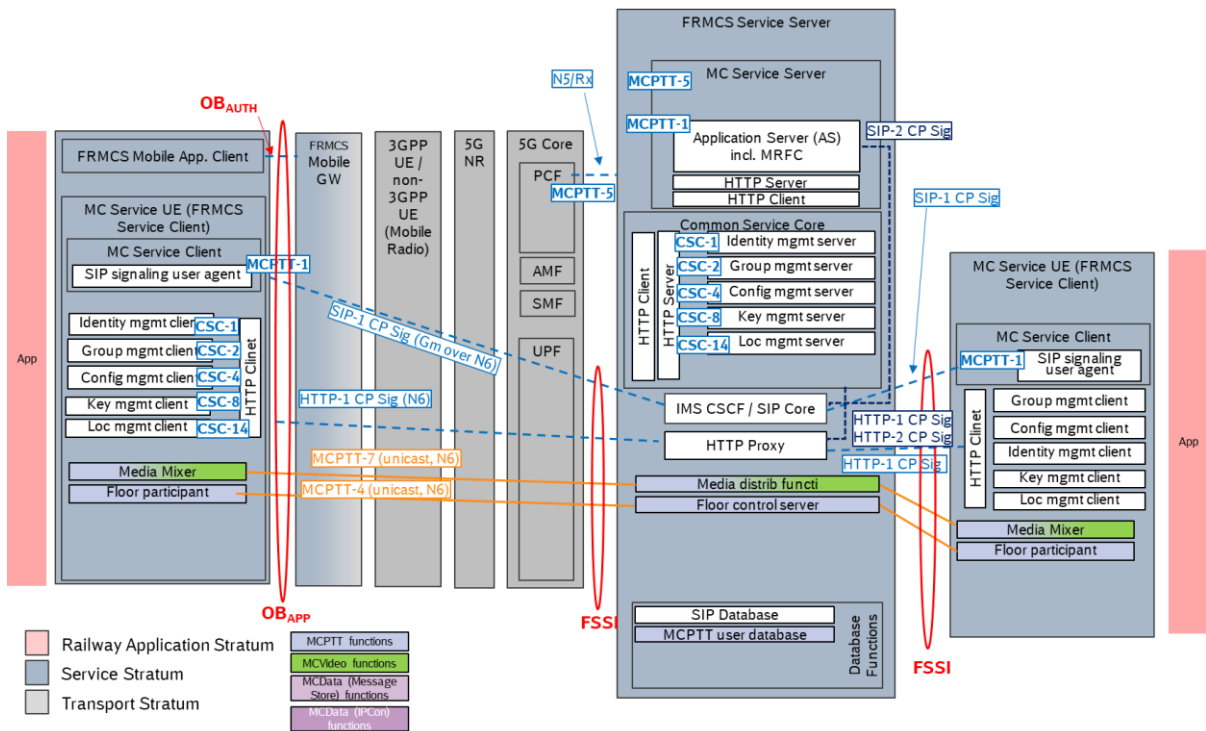 FRMCS Service Server
MC Service Server
MCPTT-5
MCPTT-1
Application Server (AS)
incl. MRFC
HTTP Server
HTTP Client
N5/Rx
SIP-2 CP Sig
SIP-1 CP Sig
OBAUTH
FRMCS Mobile App. Client
MC Service UE (FRMCS
Service Client)
MC Service Client
MCPTT-1
SIP signaling user agent
Identity mgmt client
CSC-1
Group mgmt client
CSC-2
Config mgmt client
CSC-4
Key mgmt client
CSC-8
Loc mgmt client
CSC-14
HTTP Clinet
Media Mixer
Floor participant
App
OBAPP
FRMCS
Mobile
GW
3GPP
UE /
non-
3GPP
UE
(Mobile
Radio)
5G
NR
5G Core
PCF
MCPTT-5
AMF
SMF
UPF
SIP-1 CP Sig (Gm over N6)
HTTP-1 CP Sig (N6)
MCPTT-7 (unicast, N6)
MCPTT-4 (unicast, N6)
FSSI
Common Service Core
HTTP Client
HTTP Server
CSC-1
Identity mgmt server
CSC-2
Group mgmt server
CSC-4
Config mgmt server
CSC-8
Key mgmt server
CSC-14
Loc mgmt server
IMS CSCF / SIP Core
HTTP Proxy
HTTP-1 CP Sig
HTTP-2 CP Sig
HTTP-1 CP Sig
Media distrib functi
Floor control server
SIP Database
MCPTT user database
Database
Functions
FSSI
MC Service UE (FRMCS
Service Client)
MC Service Client
MCPTT-1
SIP signaling
user agent
HTTP Clinet
Group mgmt client
Config mgmt client
Identity mgmt client
Key mgmt client
Loc mgmt client
Media Mixer
Floor participant
App
Railway Application Stratum
Service Stratum
Transport Stratum
MCPTT functions
MCVideo functions
MCData (Message
Store) functions
MCData (IPCon)
functions